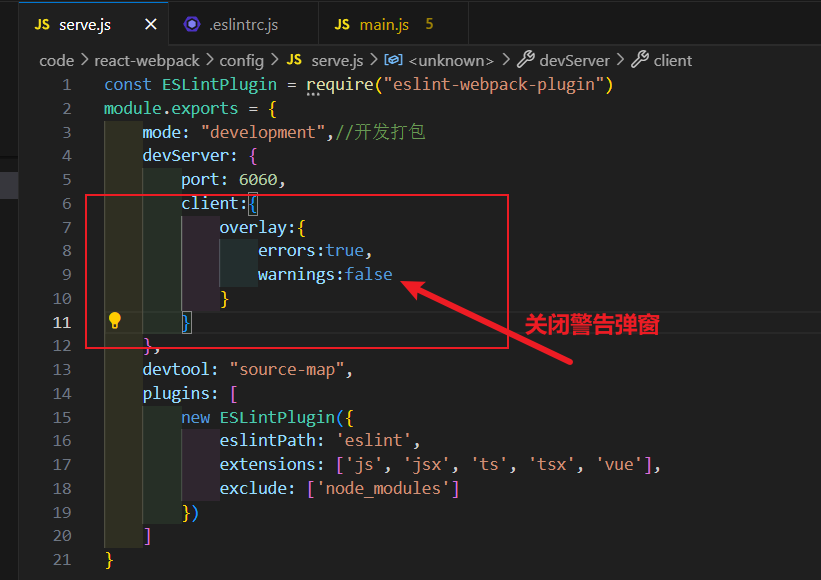 JS serve.js × .eslintrc.js JS main.js 5
code > react-webpack > config > JS serve.js > <unknown> > devServer > client
1 const ESLintPlugin = require("eslint-webpack-plugin")
2 module.exports = {
3 mode: "development",//开发打包
4 devServer: {
5 port: 6060,
6 client:{
7 overlay:{
8 errors:true,
9 warnings:false
10 }
11 }
关闭警告弹窗
12 },
13 devtool: "source-map",
14 plugins: [
15 new ESLintPlugin({
16 eslintPath: 'eslint',
17 extensions: ['js', 'jsx', 'ts', 'tsx', 'vue'],
18 exclude: ['node_modules']
19 })
20 ]
21 }